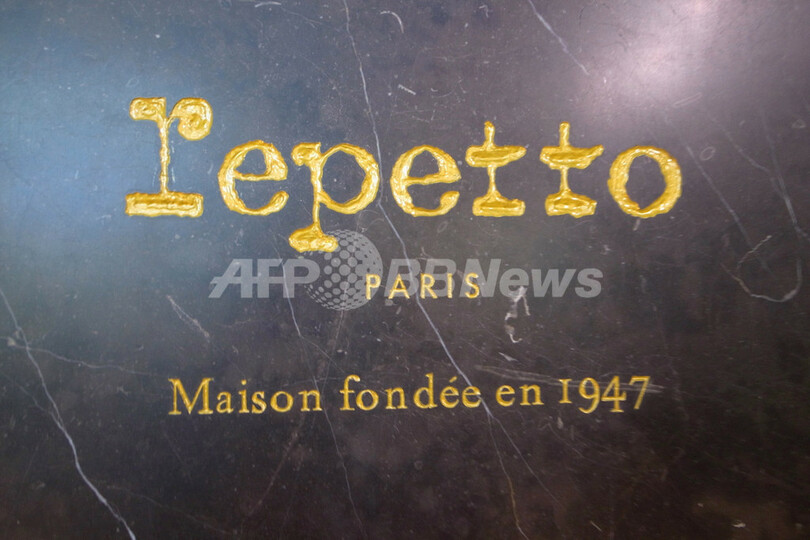 repetto
PARIS
AFPBBNews
Maison fondée en 1947